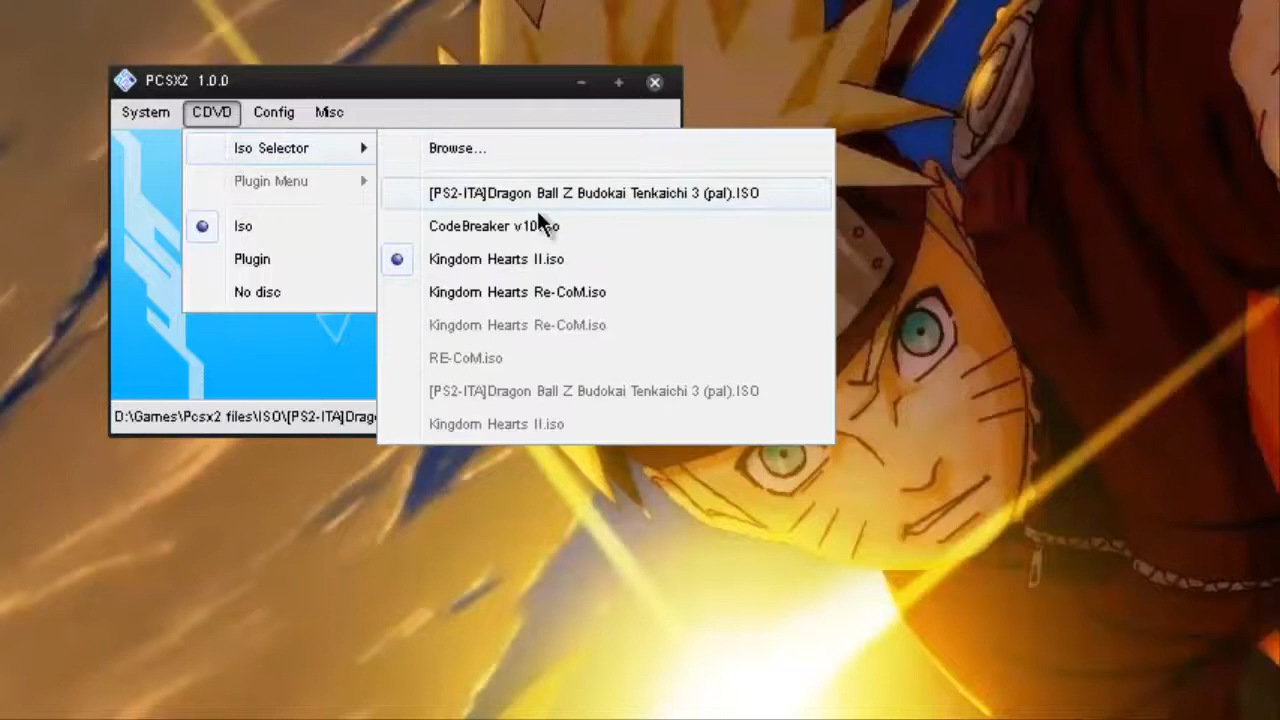 PCSX2 1.0.0
System CDVD Config Misc
Iso Selector
Plugin Menu
Iso
Plugin
No disc
Browse...
[PS2-ITA]Dragon Ball Z Budokai Tenkaichi 3 (pal).ISO
CodeBreaker v10.iso
Kingdom Hearts II.iso
Kingdom Hearts Re-CoM.iso
Kingdom Hearts Re-CoM.iso
RE-CoM.iso
[PS2-ITA]Dragon Ball Z Budokai Tenkaichi 3 (pal).ISO
Kingdom Hearts II.iso
D:\Games\Pcsx2 files\ISO\[PS2-ITA]Drag